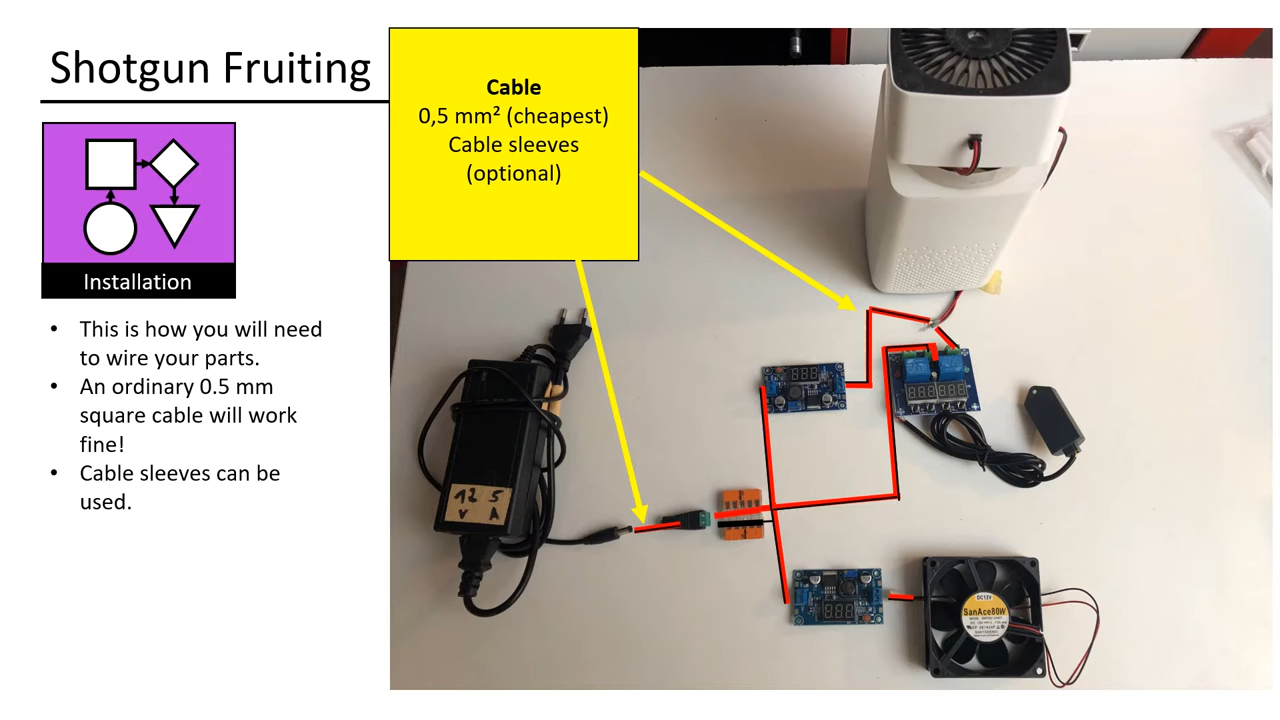 Shotgun Fruiting
Cable
0,5 mm² (cheapest)
Cable sleeves
(optional)
Installation
• This is how you will need
to wire your parts.
• An ordinary 0.5 mm
square cable will work
fine!
• Cable sleeves can be
used.
12 5
V A
DC12V
SanAce80W